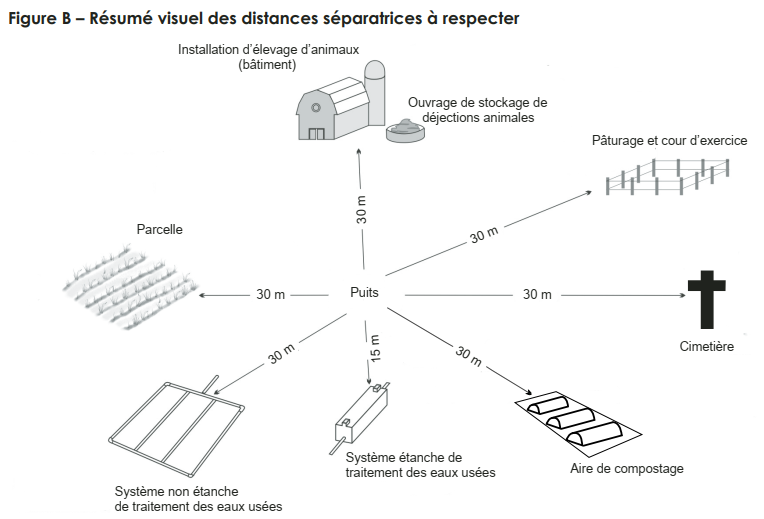 Figure B – Résumé visuel des distances séparatrices à respecter
Installation d'élevage d'animaux
(bâtiment)
Ouvrage de stockage de
déjections animales
Pâturage et cour d'exercice
30 m
30 m
Parcelle
30 m
Puits
30 m
Cimetière
30 m
15 m
30 m
Système étanche de
traitement des eaux usées
Aire de compostage
Système non étanche
de traitement des eaux usées